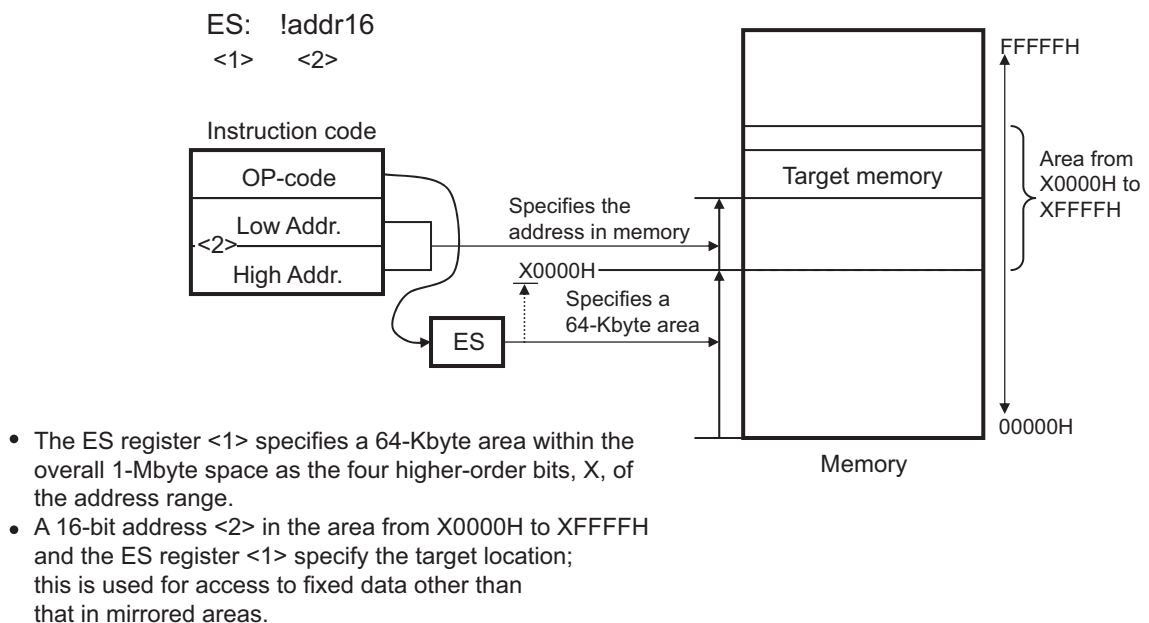 ES: !addr16
<1> <2>
Instruction code
OP-code
Low Addr.
<2>
High Addr.
ES
Specifies the
address in memory
X0000H
Specifies a
64-Kbyte area
Target memory
Memory
FFFFFH
Area from
X0000H to
XFFFFH
00000H
• The ES register <1> specifies a 64-Kbyte area within the
overall 1-Mbyte space as the four higher-order bits, X, of
the address range.
• A 16-bit address <2> in the area from X0000H to XFFFFH
and the ES register <1> specify the target location;
this is used for access to fixed data other than
that in mirrored areas.